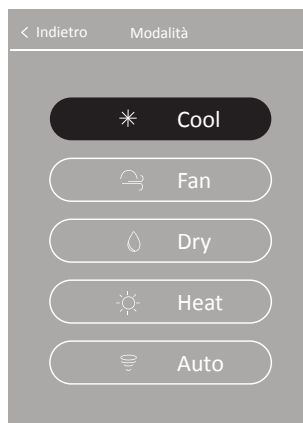 < Indietro Modalità
Cool
Fan
Dry
Heat
Auto